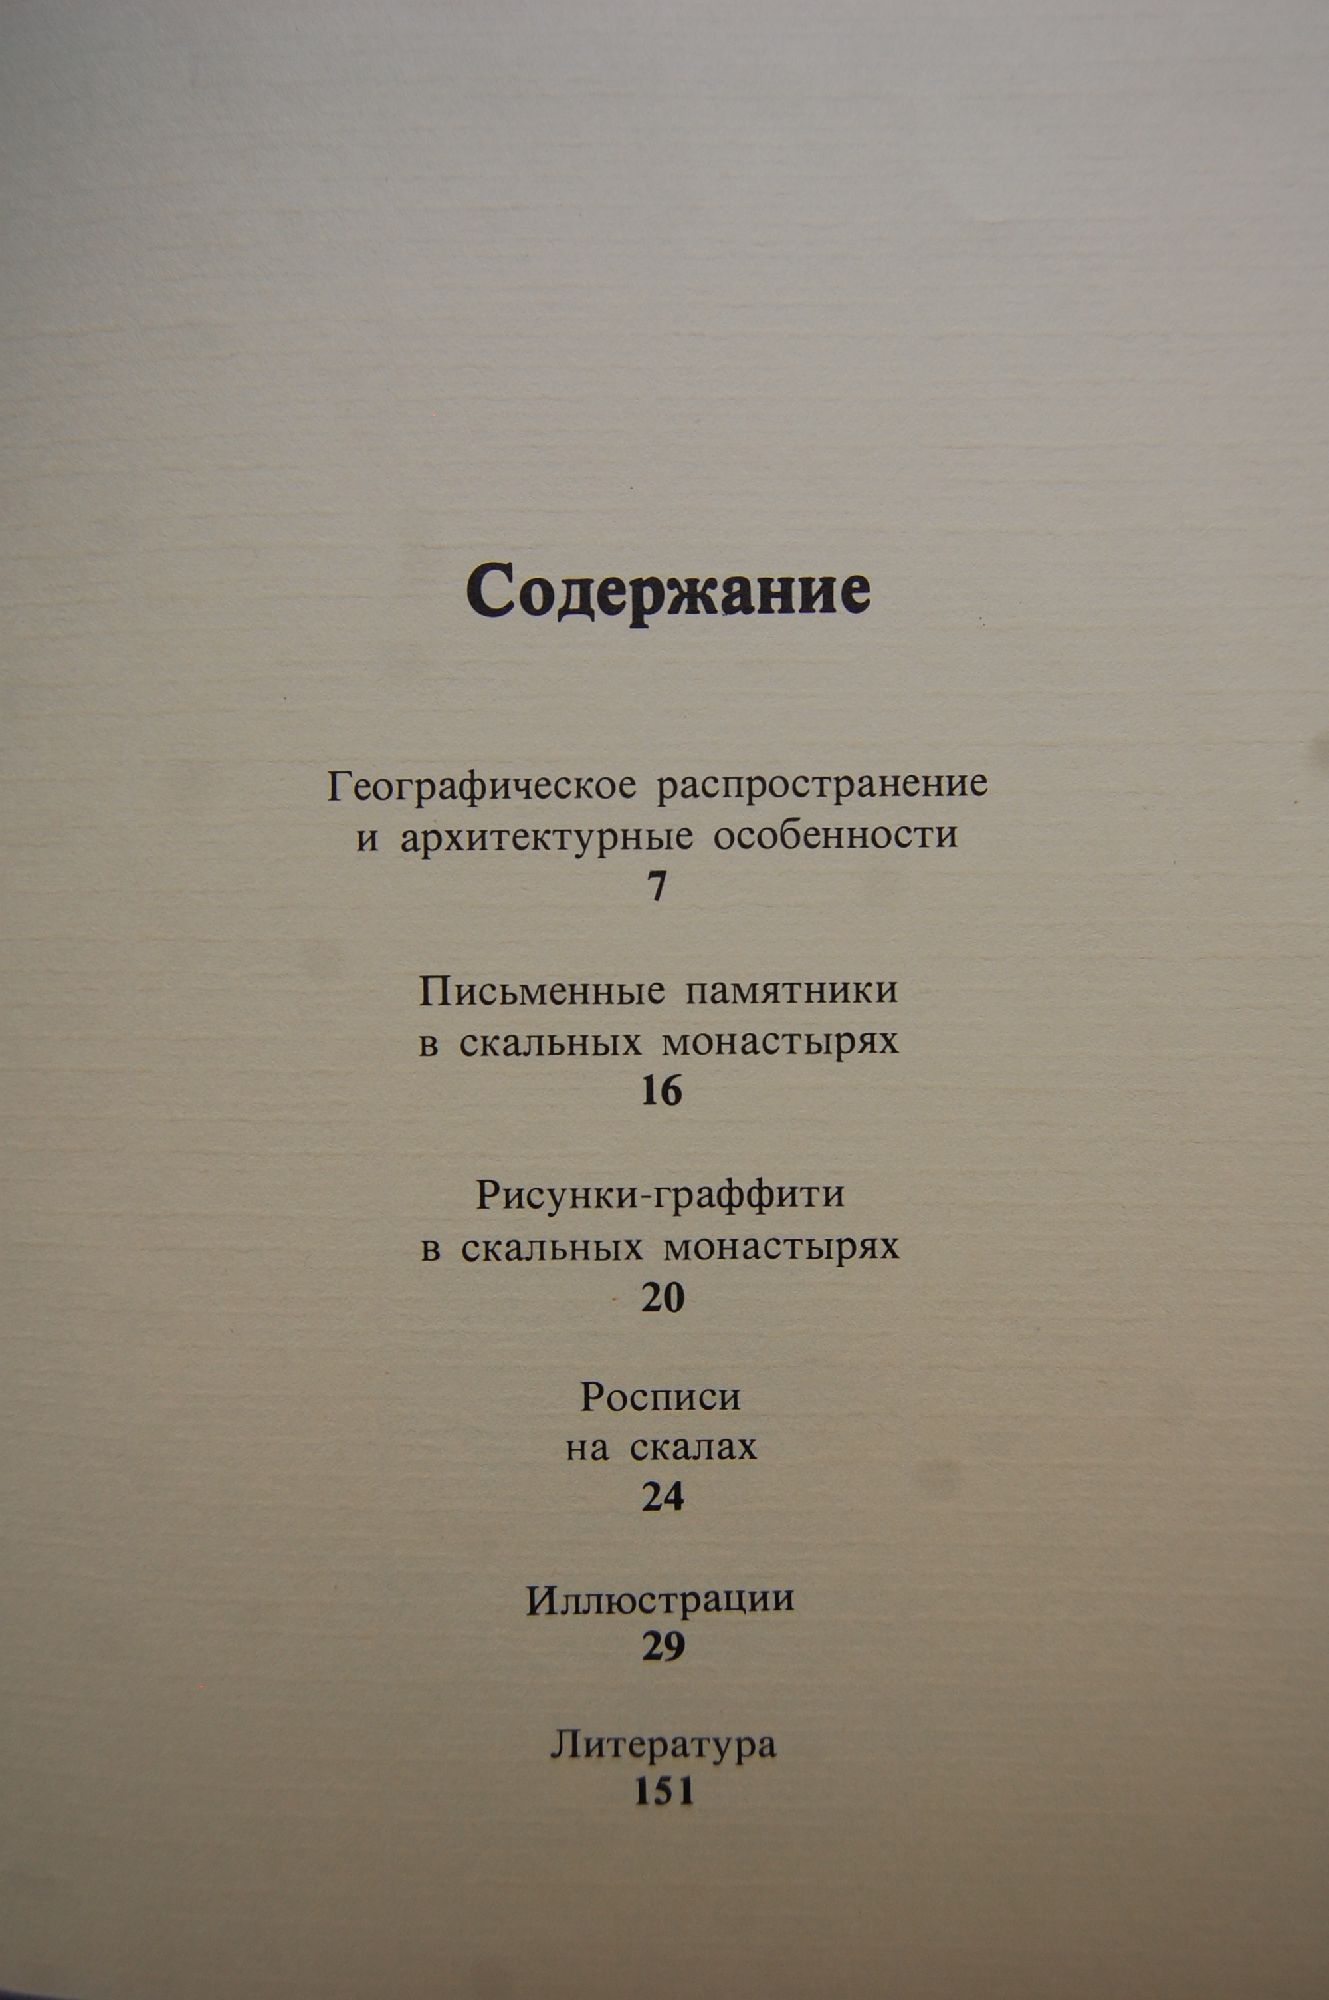 Содержание
Географическое распространение
и архитектурные особенности
7
Письменные памятники
в скальных монастырях
16
Рисунки-граффити
в скальных монастырях
20
Росписи
на скалах
24
Иллюстрации
29
Литература
151